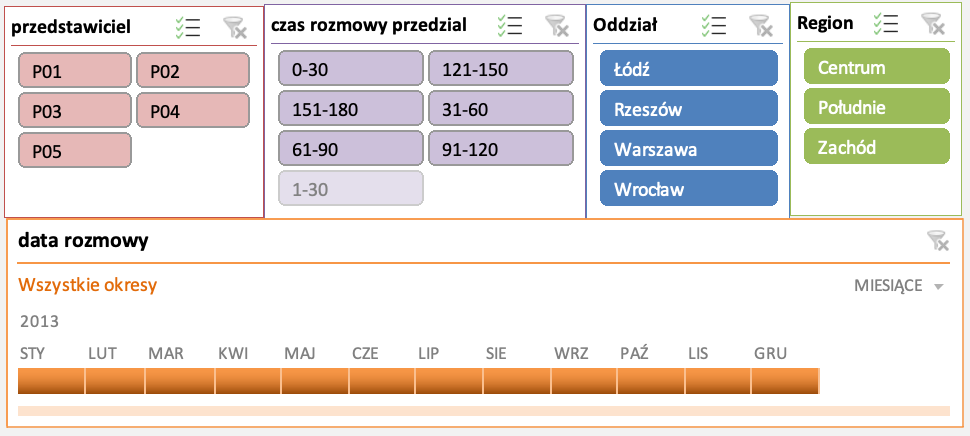 przedstawiciel
P01 P02
P03 P04
P05
czas rozmowy przedzial
0-30 121-150
151-180 31-60
61-90 91-120
1-30
Oddział
Łódź
Rzeszów
Warszawa
Wrocław
Region
Centrum
Południe
Zachód
data rozmowy
Wszystkie okresy MIESIĄCE
2013
STY LUT MAR KWI MAJ CZE LIP SIE WRZ PAŹ LIS GRU